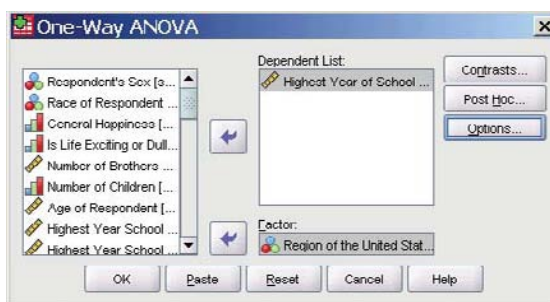 One-Way ANOVA
Respondent's Sex [s...
Race of Respondent ...
General Happiness [...
Is Life Exciting or Dull...
Number of Brothers ...
Number of Children [...
Age of Respondent [...
Highest Year School ...
Highest Year School ...
Dependent List:
Highest Year of School ...
Factor:
Region of the United Stat...
Contrasts...
Post Hoc...
Options...
OK
Paste
Reset
Cancel
Help